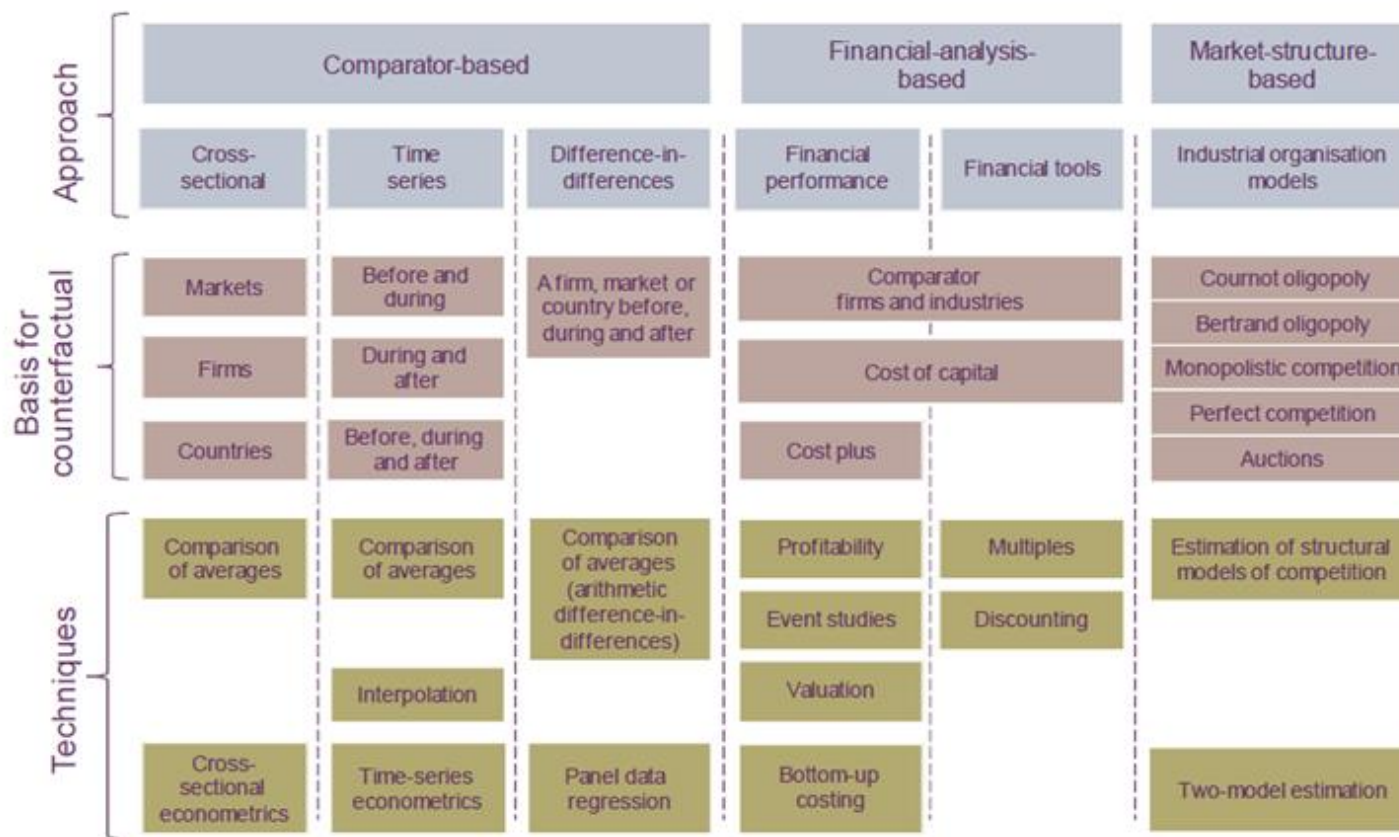 Approach
Comparator-based
Financial-analysis-
based
Market-structure-
based
Cross-
sectional
Time
series
Difference-in-
differences
Financial
performance
Financial tools
Industrial organisation
models
Basis for
counterfactual
Markets
Before and
during
A firm, market or
country before,
during and after
Comparator
firms and industries
Cournot oligopoly
Bertrand oligopoly
Firms
During and
after
Cost of capital
Monopolistic competition
Perfect competition
Countries
Before, during
and after
Cost plus
Auctions
Techniques
Comparison
of averages
Comparison
of averages
Comparison
of averages
(arithmetic
difference-in-
differences)
Profitability
Multiples
Estimation of structural
models of competition
Event studies
Discounting
Interpolation
Valuation
Cross-
sectional
econometrics
Time-series
econometrics
Panel data
regression
Bottom-up
costing
Two-model estimation